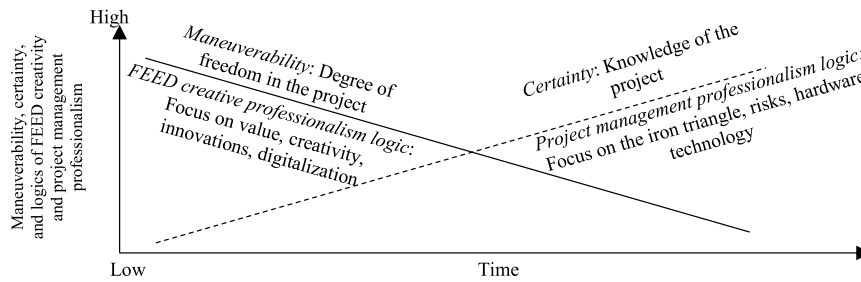 High
Maneuverability, certainty,
and logics of FEED creativity
and project management
professionalism
Maneuverability: Degree of
freedom in the project
FEED creative professionalism logic:
Focus on value, creativity,
innovations, digitalization
Certainty: Knowledge of the
project
Project management professionalism logic:
Focus on the iron triangle, risks, hardware
technology
Low
Time